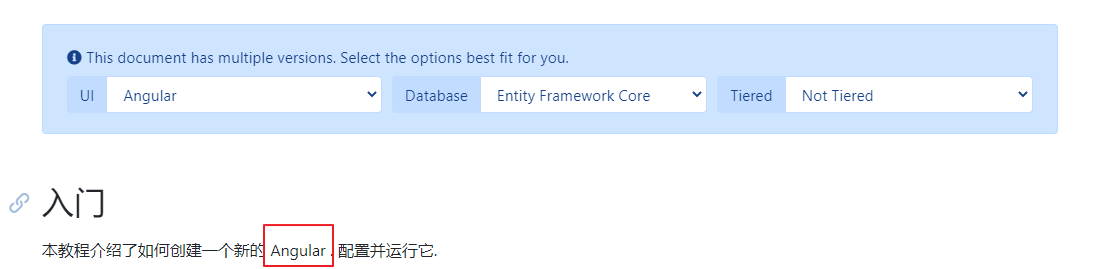 This document has multiple versions. Select the options best fit for you.
UI Angular Database Entity Framework Core Tiered Not Tiered
入门
本教程介绍了如何创建一个新的 Angular . 配置并运行它.